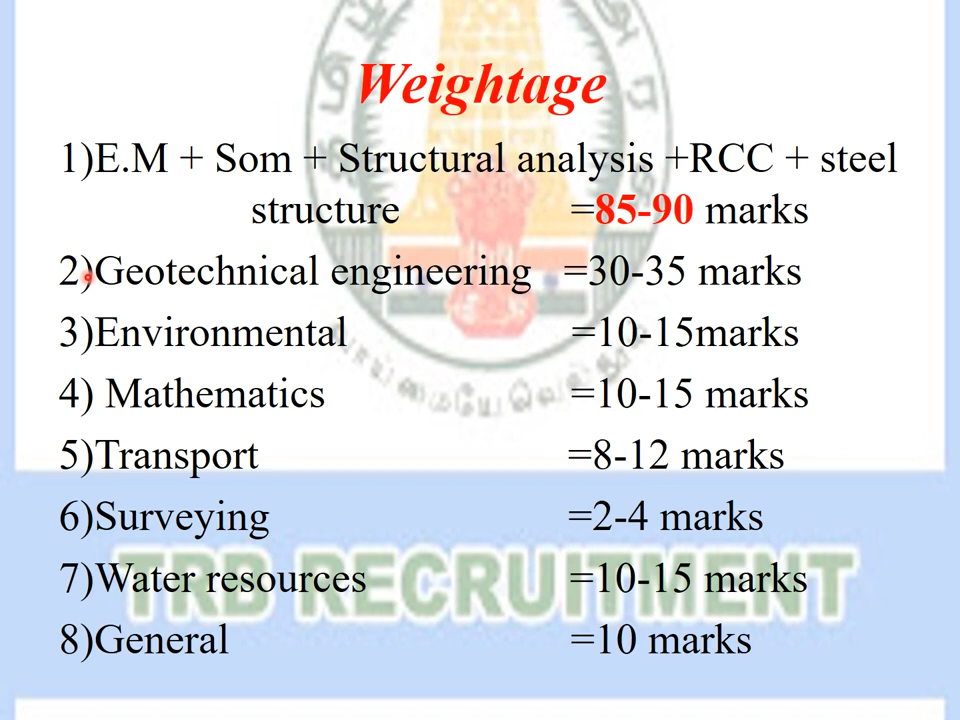 Weightage
1)E.M + Som + Structural analysis +RCC + steel
structure =85-90 marks
2)Geotechnical engineering =30-35 marks
3)Environmental =10-15marks
4) Mathematics =10-15 marks
5)Transport =8-12 marks
6)Surveying =2-4 marks
TRB RECRUITMENT
7)Water resources =10-15 marks
8)General =10 marks